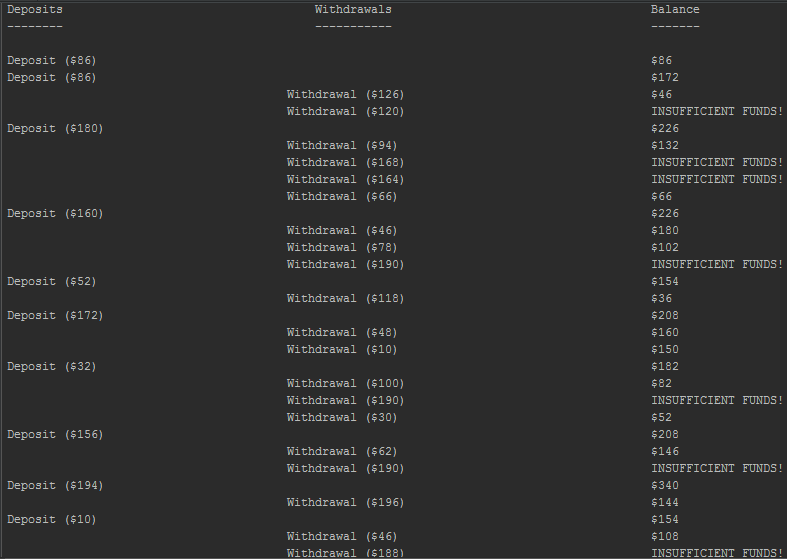 Deposits Withdrawals Balance
-------- ----------- -------
Deposit ($86) $86
Deposit ($86) $172
Withdrawal ($126) $46
Withdrawal ($120) INSUFFICIENT FUNDS!
Deposit ($180) $226
Withdrawal ($94) $132
Withdrawal ($168) INSUFFICIENT FUNDS!
Withdrawal ($164) INSUFFICIENT FUNDS!
Withdrawal ($66) $66
Deposit ($160) $226
Withdrawal ($46) $180
Withdrawal ($78) $102
Withdrawal ($190) INSUFFICIENT FUNDS!
Deposit ($52) $154
Withdrawal ($118) $36
Deposit ($172) $208
Withdrawal ($48) $160
Withdrawal ($10) $150
Deposit ($32) $182
Withdrawal ($100) $82
Withdrawal ($190) INSUFFICIENT FUNDS!
Withdrawal ($30) $52
Deposit ($156) $208
Withdrawal ($62) $146
Withdrawal ($190) INSUFFICIENT FUNDS!
Deposit ($194) $340
Withdrawal ($196) $144
Deposit ($10) $154
Withdrawal ($46) $108
Withdrawal ($188) INSUFFICIENT FUNDS!